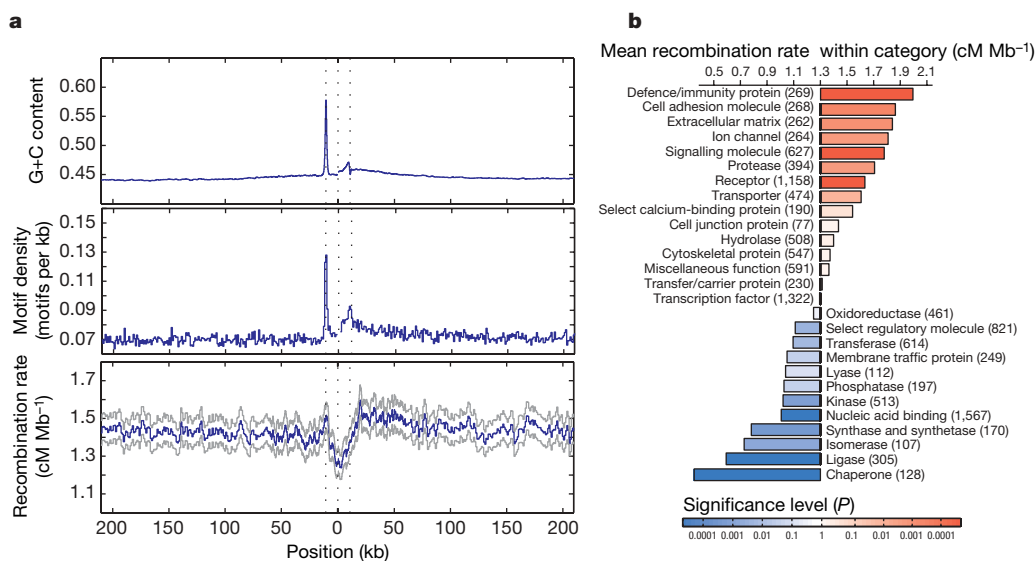 a
G+C content
0.60
0.55
0.50
0.45
Motif density
(motifs per kb)
0.15
0.13
0.11
0.09
0.07
Recombination rate
(cM Mb–1)
1.7
1.5
1.3
1.1
200 150 100 50 0 50 100 150 200
Position (kb)
b
Mean recombination rate within category (cM Mb–1)
0.5 0.7 0.9 1.1 1.3 1.5 1.7 1.9 2.1
Defence/immunity protein (269)
Cell adhesion molecule (268)
Extracellular matrix (262)
Ion channel (264)
Signalling molecule (627)
Protease (394)
Receptor (1,158)
Transporter (474)
Select calcium-binding protein (190)
Cell junction protein (77)
Hydrolase (508)
Cytoskeletal protein (547)
Miscellaneous function (591)
Transfer/carrier protein (230)
Transcription factor (1,322)
Oxidoreductase (461)
Select regulatory molecule (821)
Transferase (614)
Membrane traffic protein (249)
Lyase (112)
Phosphatase (197)
Kinase (513)
Nucleic acid binding (1,567)
Synthase and synthetase (170)
Isomerase (107)
Ligase (305)
Chaperone (128)
Significance level (P)
0.0001 0.001 0.01 0.1 1 0.1 0.01 0.001 0.0001